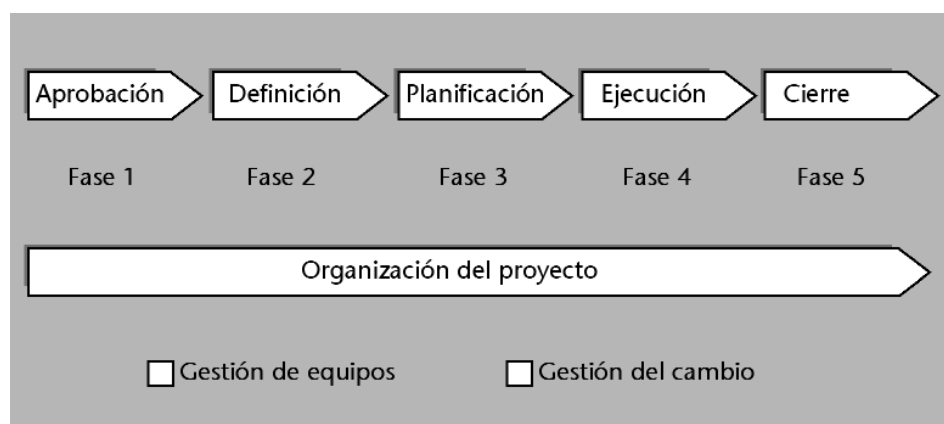 Aprobación Definición Planificación Ejecución Cierre
Fase 1 Fase 2 Fase 3 Fase 4 Fase 5
Organización del proyecto
Gestión de equipos Gestión del cambio